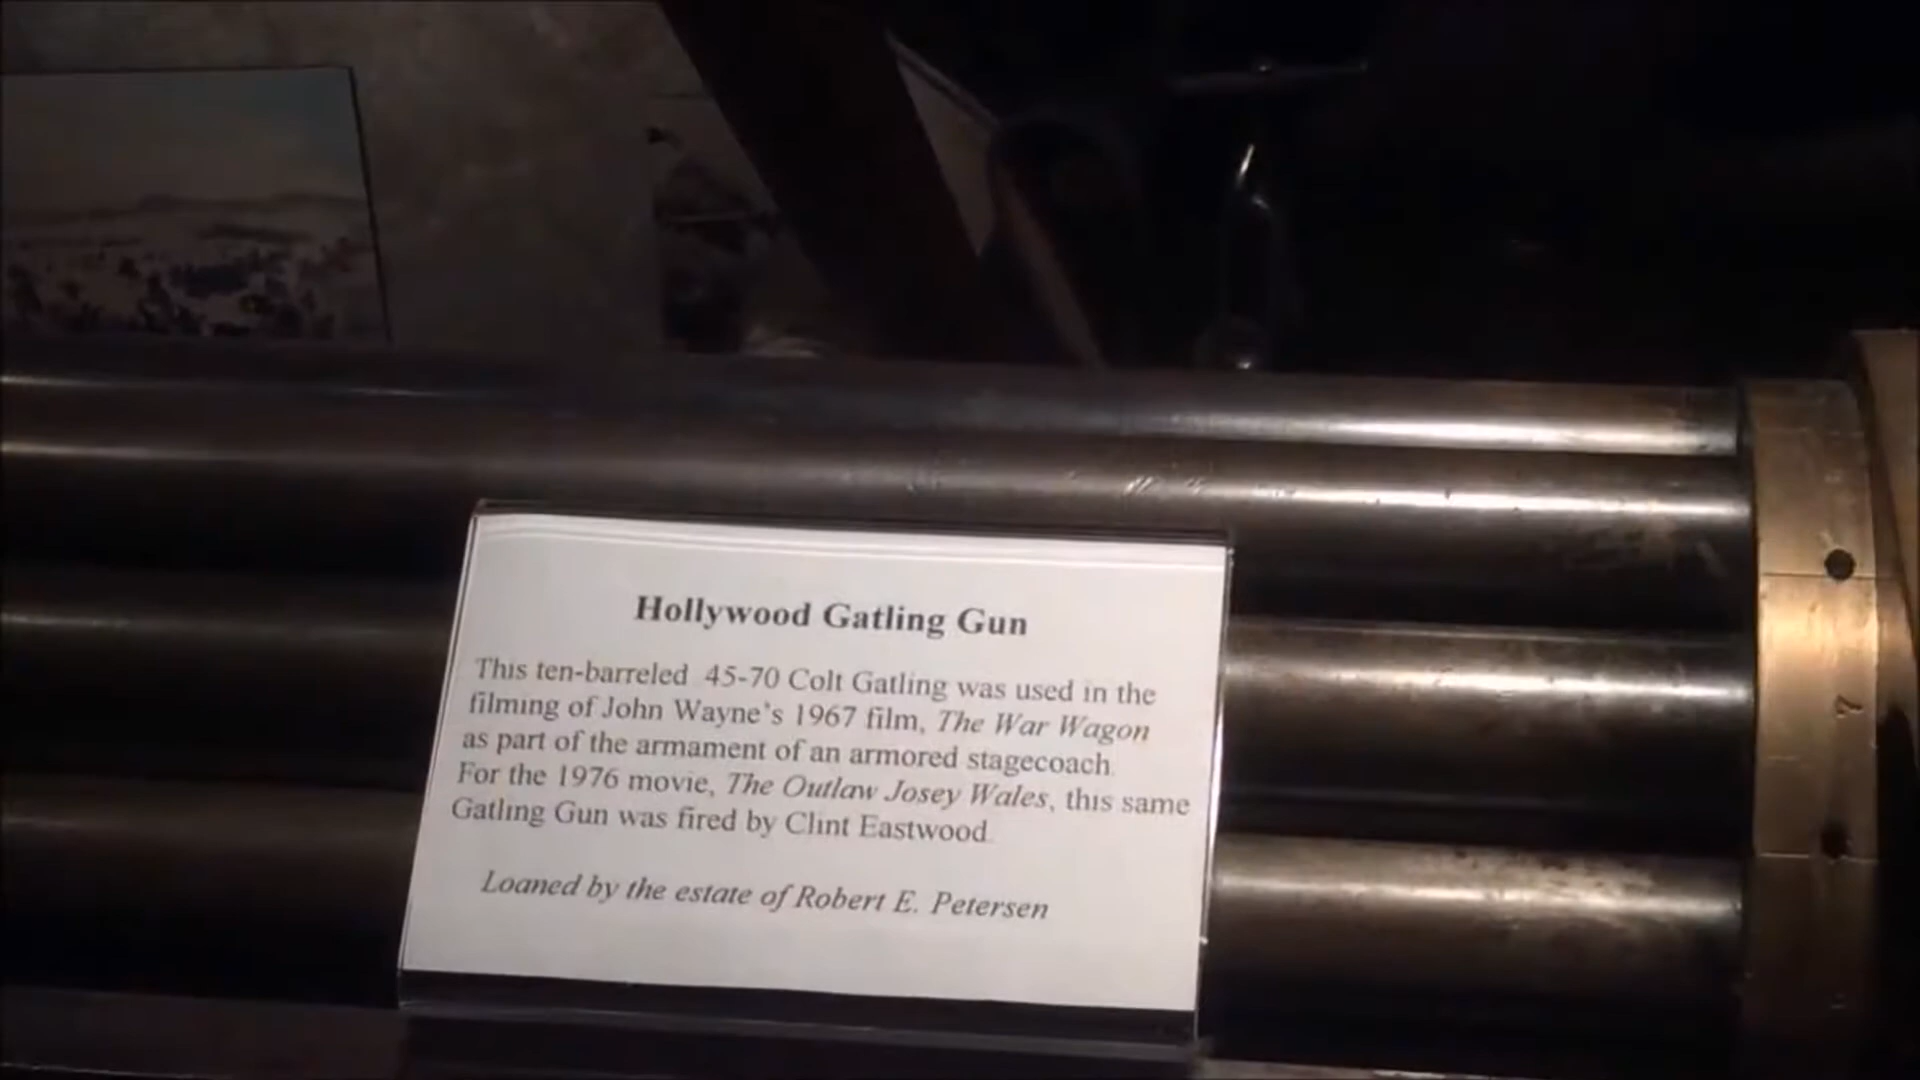 Hollywood Gatling Gun
This ten-barreled 45-70 Colt Gatling was used in the
filming of John Wayne's 1967 film, The War Wagon
as part of the armament of an armored stagecoach.
For the 1976 movie, The Outlaw Josey Wales, this same
Gatling Gun was fired by Clint Eastwood.
Loaned by the estate of Robert E. Petersen
7